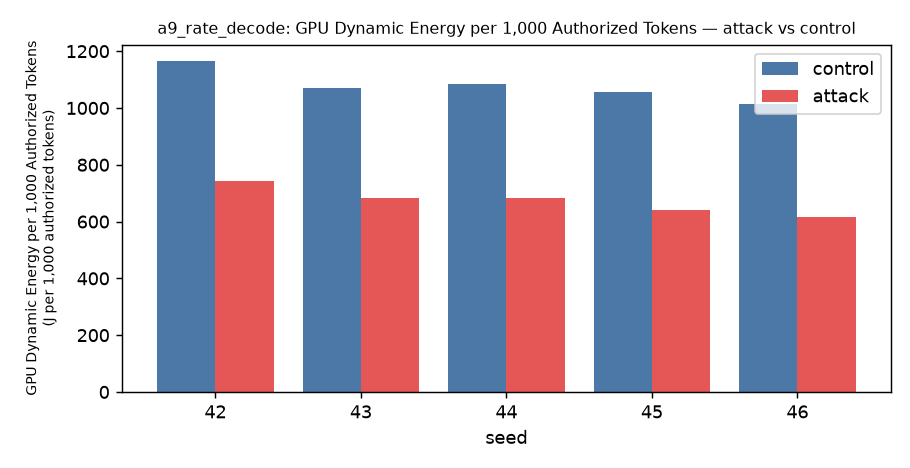 a9_rate_decode: GPU Dynamic Energy per 1,000 Authorized Tokens — attack vs control
GPU Dynamic Energy per 1,000 Authorized Tokens
(J per 1,000 authorized tokens)
1200
1000
800
600
400
200
0
control
attack
42
43
44
45
46
seed